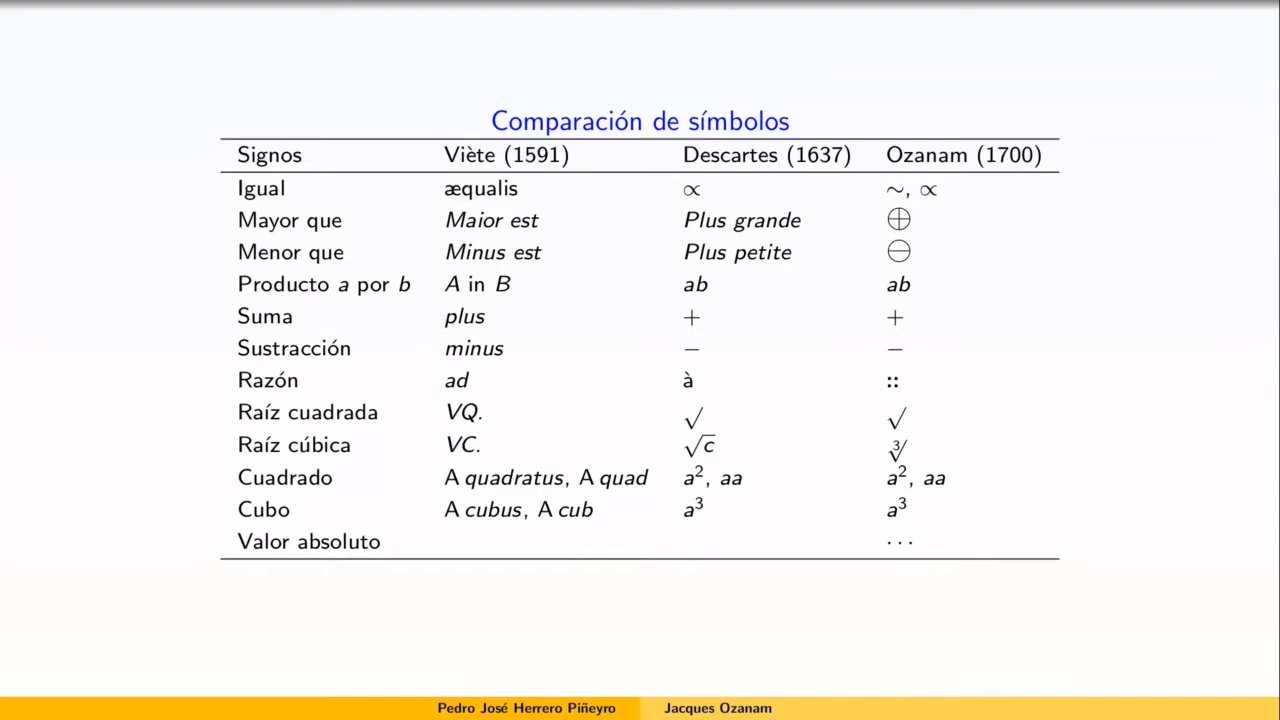 Comparación de símbolos
Signos Viète (1591) Descartes (1637) Ozanam (1700)
Igual æqualis ∝ ∼, ∝
Mayor que Maior est Plus grande ⊕
Menor que Minus est Plus petite ⊖
Producto a por b A in B ab ab
Suma plus + +
Sustracción minus − −
Razón ad à ::
Raíz cuadrada VQ. √ √
Raíz cúbica VC. √c ∛
Cuadrado A quadratus, A quad a², aa a², aa
Cubo A cubus, A cub a³ a³
Valor absoluto ···
Pedro José Herrero Piñeyro Jacques Ozanam